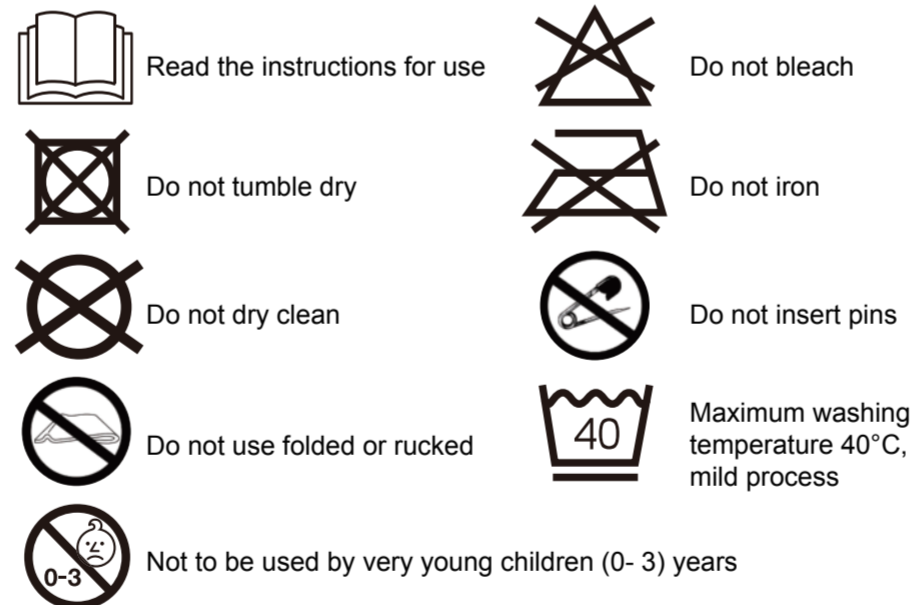 Read the instructions for use
Do not bleach
Do not tumble dry
Do not iron
Do not dry clean
Do not insert pins
Do not use folded or rucked
40
Maximum washing
temperature 40°C,
mild process
0-3
Not to be used by very young children (0- 3) years